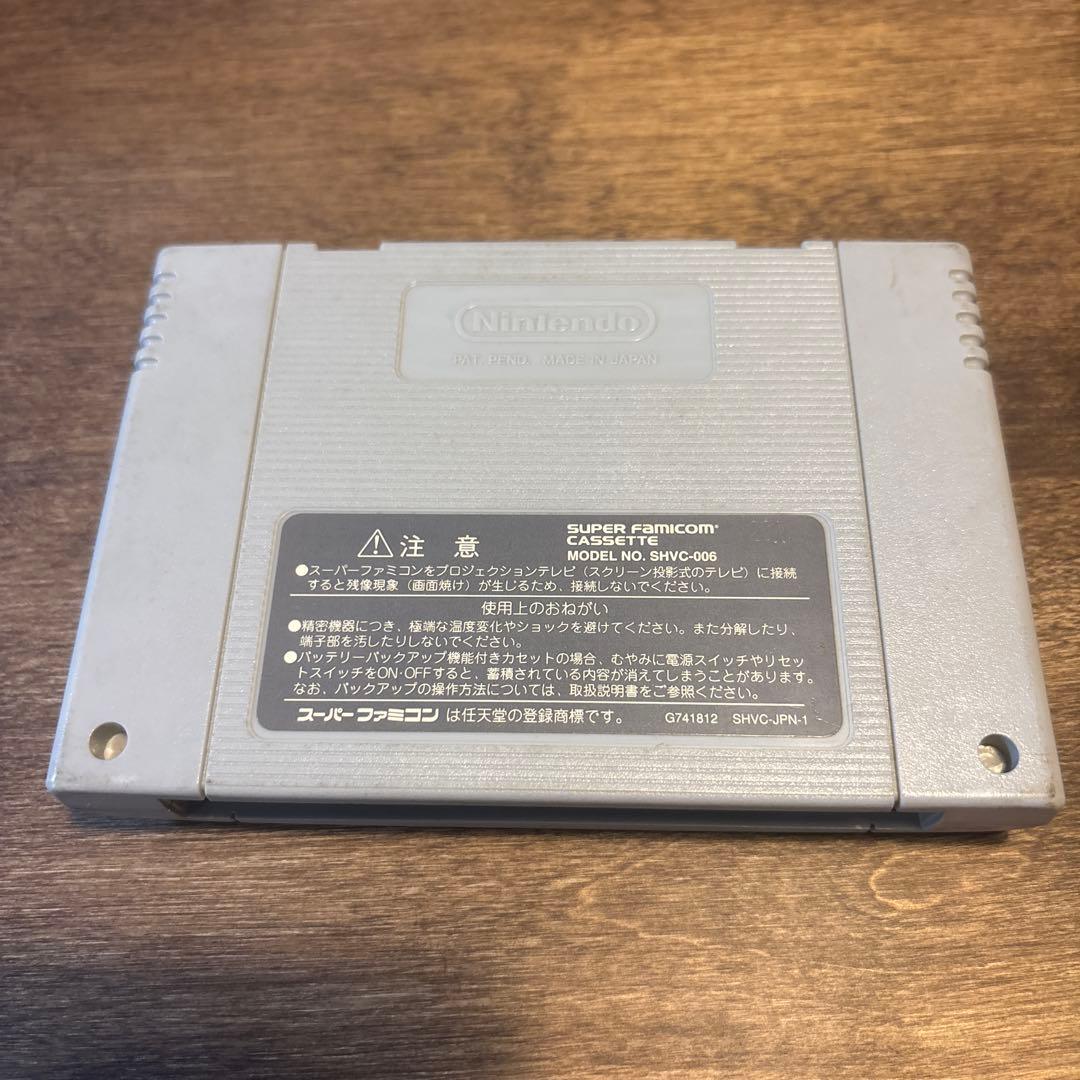 Nintendo
PAT. PEND. MADE IN JAPAN
注意
SUPER FAMICOM®
CASSETTE
MODEL NO. SHVC-006
●スーパーファミコンをプロジェクションテレビ(スクリーン投影式のテレビ)に接続
すると残像現象(画面焼け)が生じるため、接続しないでください。
使用上のおねがい
●精密機器につき、極端な温度変化やショックを避けてください。また分解したり、
端子部を汚したりしないでください。
●バッテリーバックアップ機能付きカセットの場合、むやみに電源スイッチやリセッ
トスイッチをON・OFFすると、蓄積されている内容が消えてしまうことがあります。
なお、バックアップの操作方法については、取扱説明書をご参照ください。
スーパーファミコン は任天堂の登録商標です。 G741812 SHVC-JPN-1